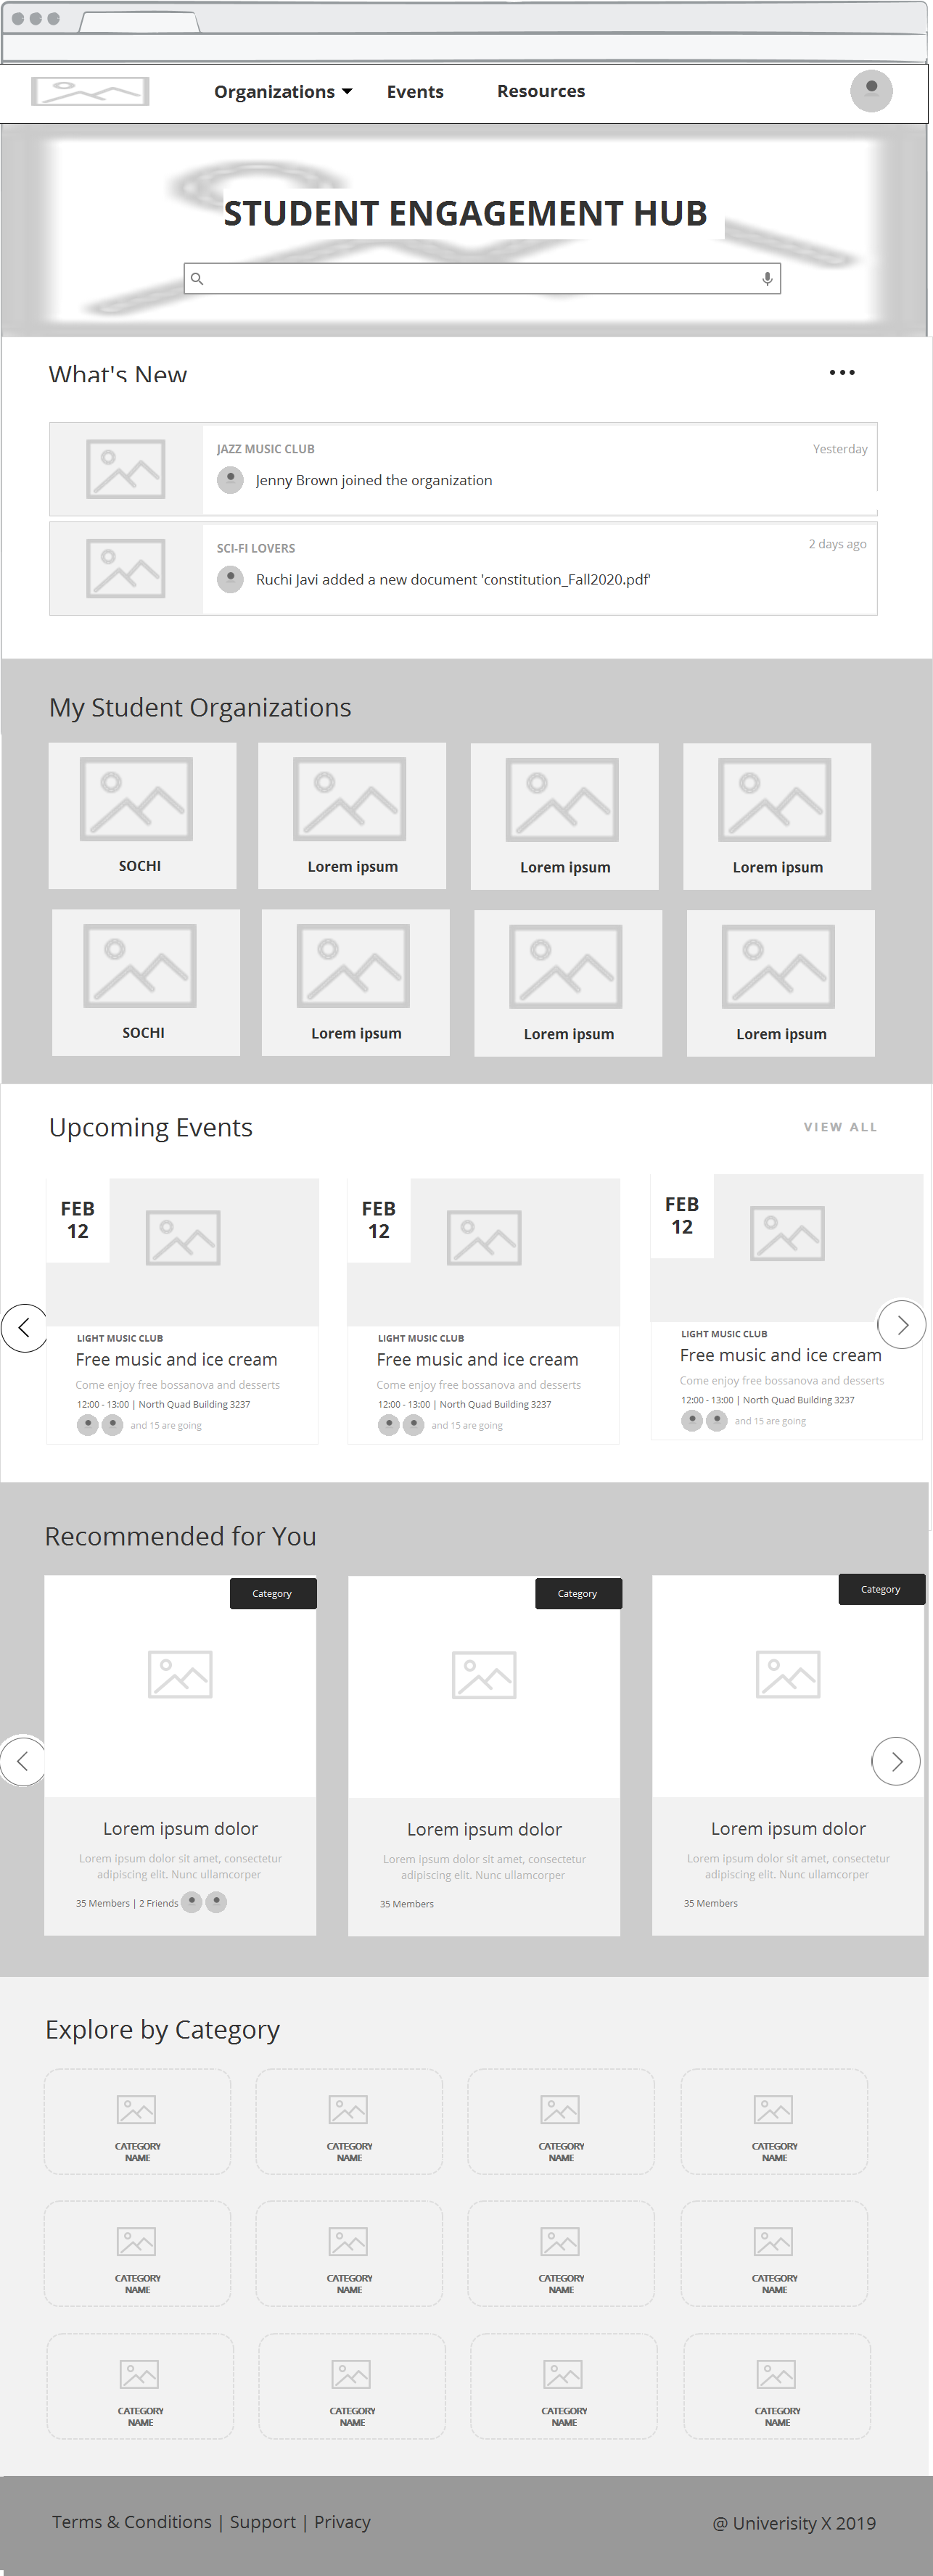 Organizations Events Resources
STUDENT ENGAGEMENT HUB
What's New
JAZZ MUSIC CLUB Yesterday
Jenny Brown joined the organization
SCI-FI LOVERS 2 days ago
Ruchi Javi added a new document 'constitution_Fall2020.pdf'
My Student Organizations
SOCHI Lorem ipsum Lorem ipsum Lorem ipsum
SOCHI Lorem ipsum Lorem ipsum Lorem ipsum
Upcoming Events VIEW ALL
FEB FEB FEB
12 12 12
LIGHT MUSIC CLUB LIGHT MUSIC CLUB LIGHT MUSIC CLUB
Free music and ice cream Free music and ice cream Free music and ice cream
Come enjoy free bossanova and desserts Come enjoy free bossanova and desserts Come enjoy free bossanova and desserts
12:00 - 13:00 | North Quad Building 3237 12:00 - 13:00 | North Quad Building 3237 12:00 - 13:00 | North Quad Building 3237
and 15 are going and 15 are going and 15 are going
Recommended for You
Category Category Category
Lorem ipsum dolor Lorem ipsum dolor Lorem ipsum dolor
Lorem ipsum dolor sit amet, consectetur Lorem ipsum dolor sit amet, consectetur Lorem ipsum dolor sit amet, consectetur
adipiscing elit. Nunc ullamcorper adipiscing elit. Nunc ullamcorper adipiscing elit. Nunc ullamcorper
35 Members | 2 Friends 35 Members 35 Members
Explore by Category
CATEGORY CATEGORY CATEGORY CATEGORY
NAME NAME NAME NAME
CATEGORY CATEGORY CATEGORY CATEGORY
NAME NAME NAME NAME
CATEGORY CATEGORY CATEGORY CATEGORY
NAME NAME NAME NAME
Terms & Conditions | Support | Privacy @ Univerisity X 2019